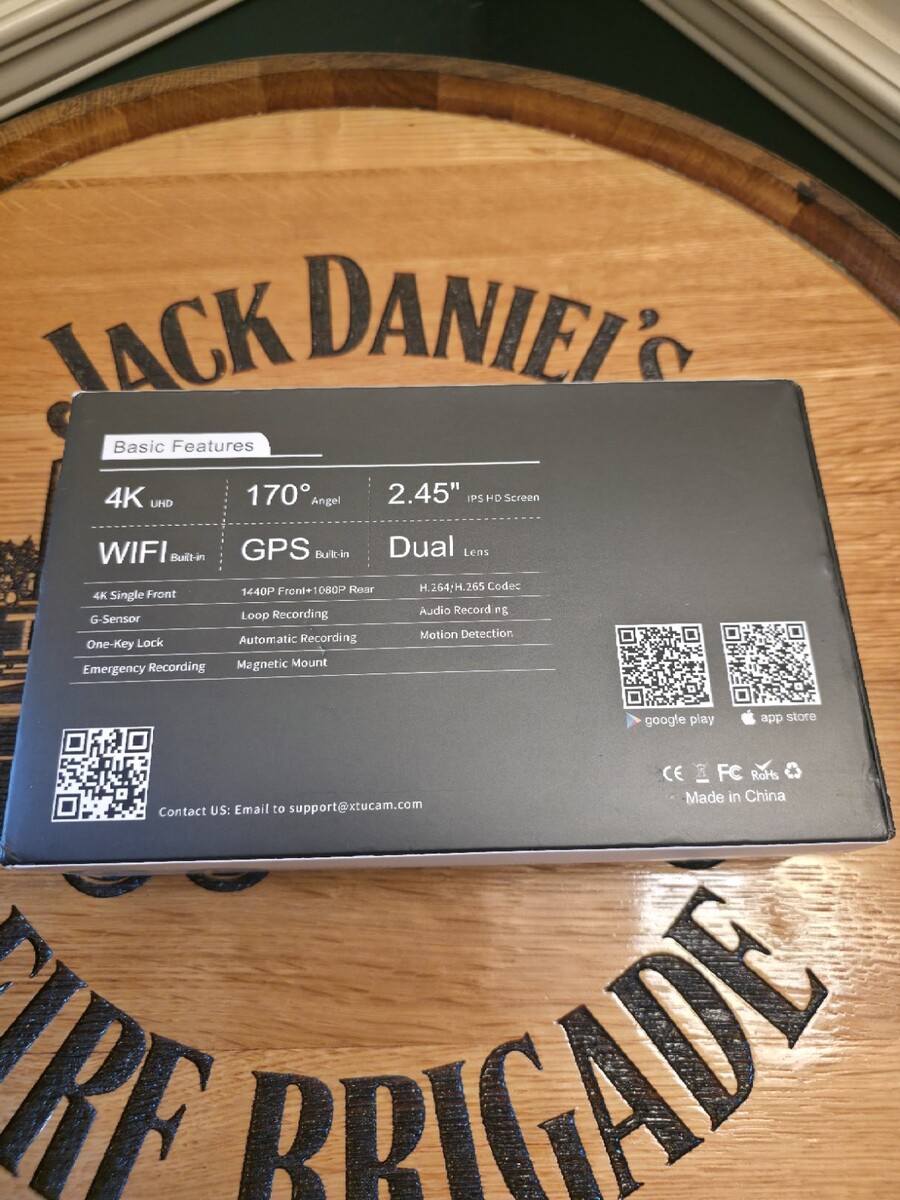 JACK DANIEL'S
Basic Features
4K UHD 170° Angel 2.45" IPS HD Screen
WIFI Built-in GPS Built-in Dual Lens
4K Single Front 1440P Front+1080P Rear H.264/H.265 Codec
G-Sensor Loop Recording Audio Recording
One-Key Lock Automatic Recording Motion Detection
Emergency Recording Magnetic Mount
google play app store
CE FC RoHs
Made in China
Contact US: Email to support@xtucam.com
FIRE BRIGADE